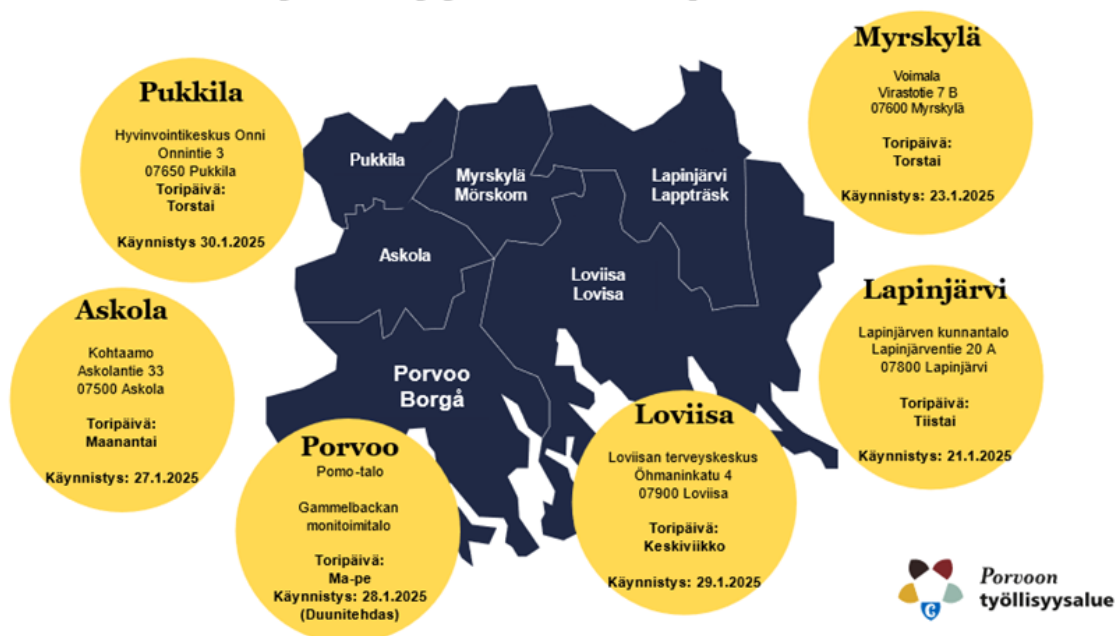 Myrskylä
Voimala
Virastotie 7 B
07600 Myrskylä
Toripäivä:
Torstai
Käynnistys: 23.1.2025
Pukkila
Hyvinvointikeskus Onni
Onnintie 3
07650 Pukkila
Toripäivä:
Torstai
Käynnistys 30.1.2025
Pukkila
Myrskylä
Mörskom
Lapinjärvi
Lappträsk
Askola
Loviisa
Lovisa
Porvoo
Borgå
Askola
Kohtaamo
Askolantie 33
07500 Askola
Toripäivä:
Maanantai
Käynnistys: 27.1.2025
Lapinjärvi
Lapinjärven kunnantalo
Lapinjärventie 20 A
07800 Lapinjärvi
Toripäivä:
Tiistai
Käynnistys: 21.1.2025
Porvoo
Pomo-talo
Gammelbackan
monitoimitalo
Toripäivä:
Ma-pe
Käynnistys: 28.1.2025
(Duunitehdas)
Loviisa
Loviisan terveyskeskus
Öhmaninkatu 4
07900 Loviisa
Toripäivä:
Keskiviikko
Käynnistys: 29.1.2025
Porvoon
työllisyysalue